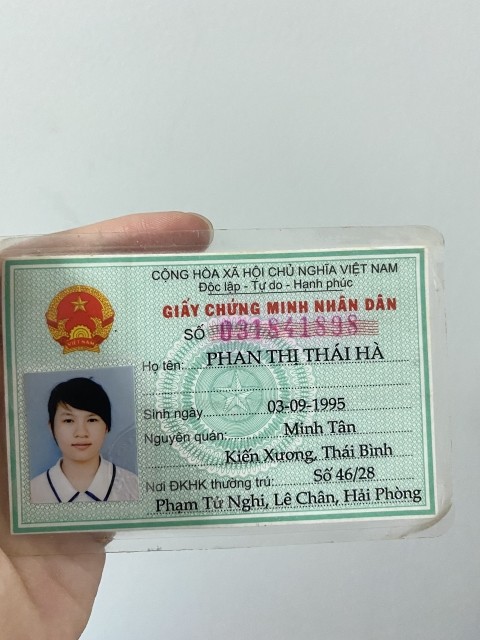 CỘNG HÒA XÃ HỘI CHỦ NGHĨA VIỆT NAM
Độc lập - Tự do - Hạnh phúc
GIẤY CHỨNG MINH NHÂN DÂN
SỐ 031841898
Họ tên: PHAN THỊ THÁI HÀ
Sinh ngày 03-09-1995
Nguyên quán: Minh Tân
Kiến Xương, Thái Bình
Nơi ĐKHK thường trú: Số 46/28
Phạm Tử Nghi, Lê Chân, Hải Phòng
VIỆT NAM